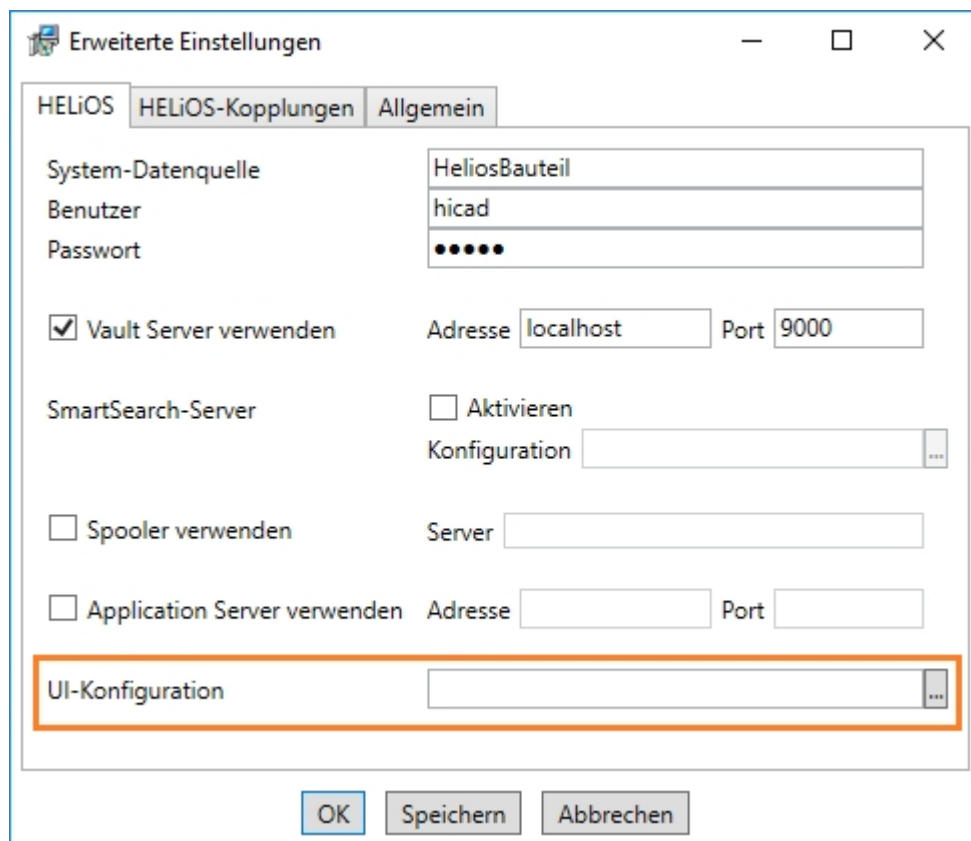 Erweiterte Einstellungen
HELiOS HELiOS-Kopplungen Allgemein
System-Datenquelle HeliosBauteil
Benutzer hicad
Passwort •••••
Vault Server verwenden Adresse localhost Port 9000
SmartSearch-Server Aktivieren
Konfiguration ...
Spooler verwenden Server
Application Server verwenden Adresse Port
UI-Konfiguration ...
OK Speichern Abbrechen